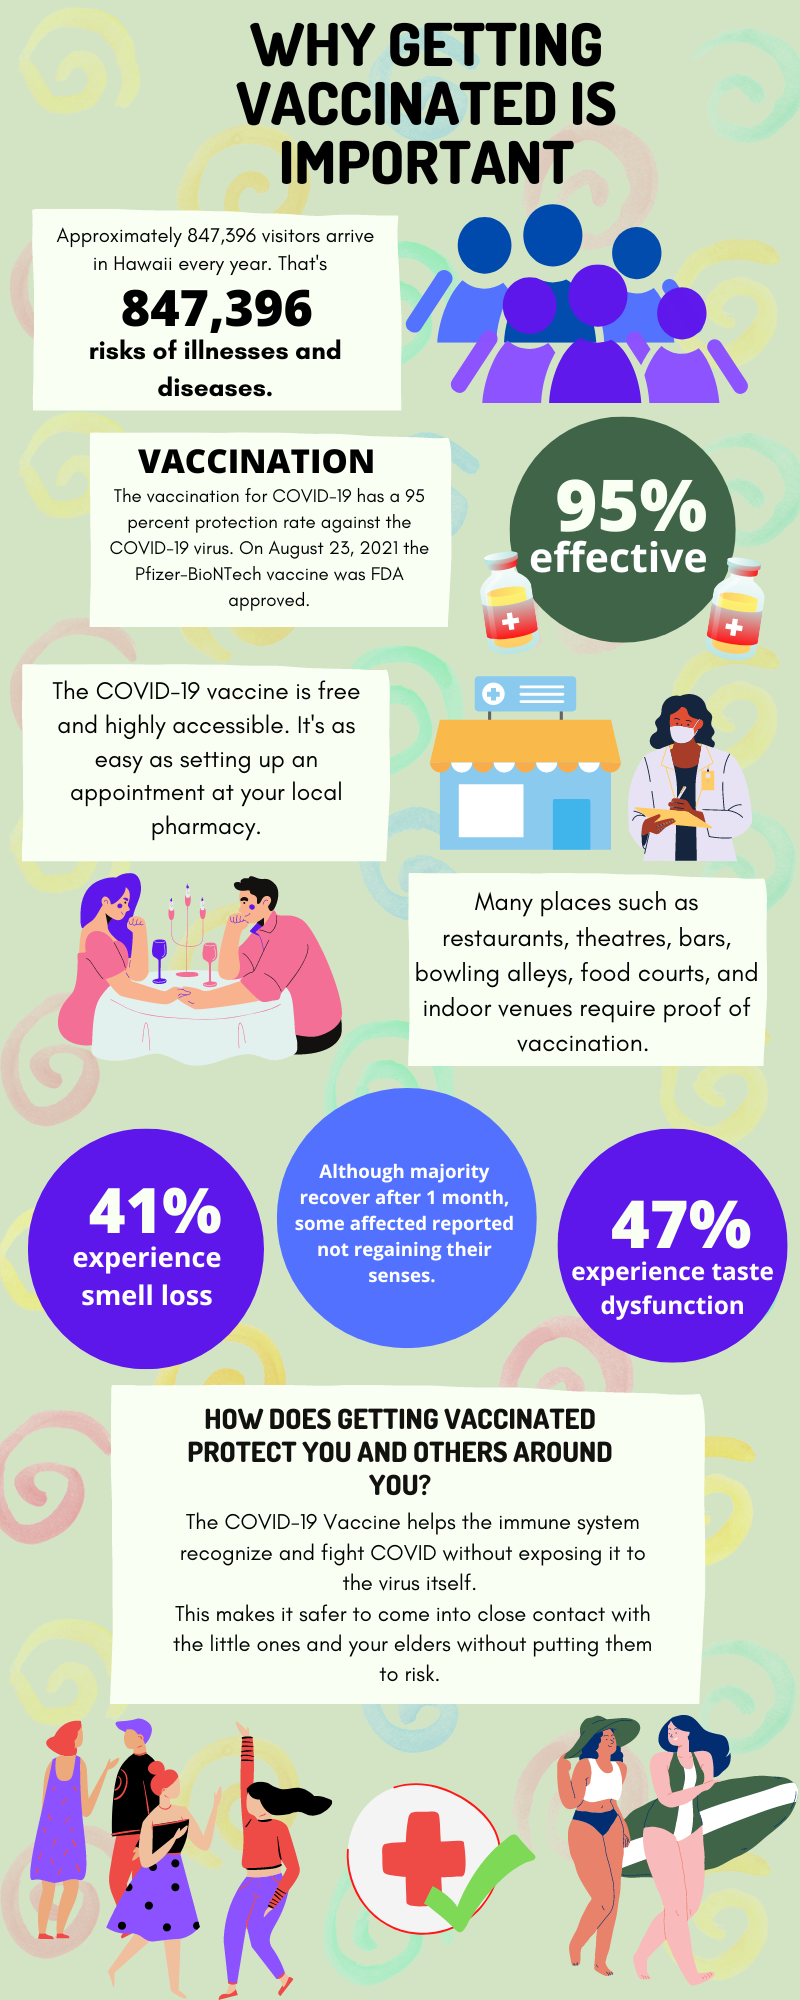 WHY GETTING
VACCINATED IS
IMPORTANT
Approximately 847,396 visitors arrive
in Hawaii every year. That's
847,396
risks of illnesses and
diseases.
VACCINATION
The vaccination for COVID-19 has a 95
percent protection rate against the
COVID-19 virus. On August 23, 2021 the
Pfizer-BioNTech vaccine was FDA
approved.
95%
effective
The COVID-19 vaccine is free
and highly accessible. It's as
easy as setting up an
appointment at your local
pharmacy.
Many places such as
restaurants, theatres, bars,
bowling alleys, food courts, and
indoor venues require proof of
vaccination.
41%
experience
smell loss
Although majority
recover after 1 month,
some affected reported
not regaining their
senses.
47%
experience taste
dysfunction
HOW DOES GETTING VACCINATED
PROTECT YOU AND OTHERS AROUND
YOU?
The COVID-19 Vaccine helps the immune system
recognize and fight COVID without exposing it to
the virus itself.
This makes it safer to come into close contact with
the little ones and your elders without putting them
to risk.